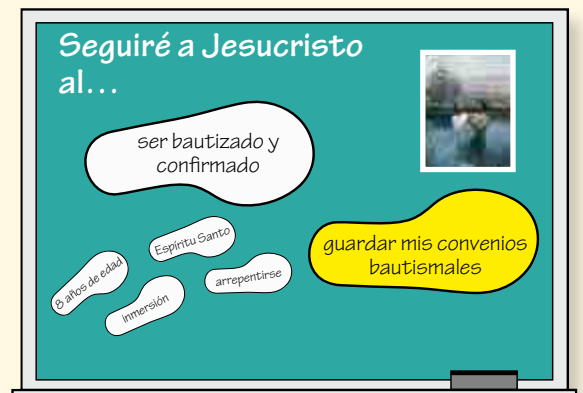 Seguiré a Jesucristo
al...
ser bautizado y
confirmado
Espíritu Santo
8 años de edad
arrepentirse
inmersión
guardar mis convenios
bautismales